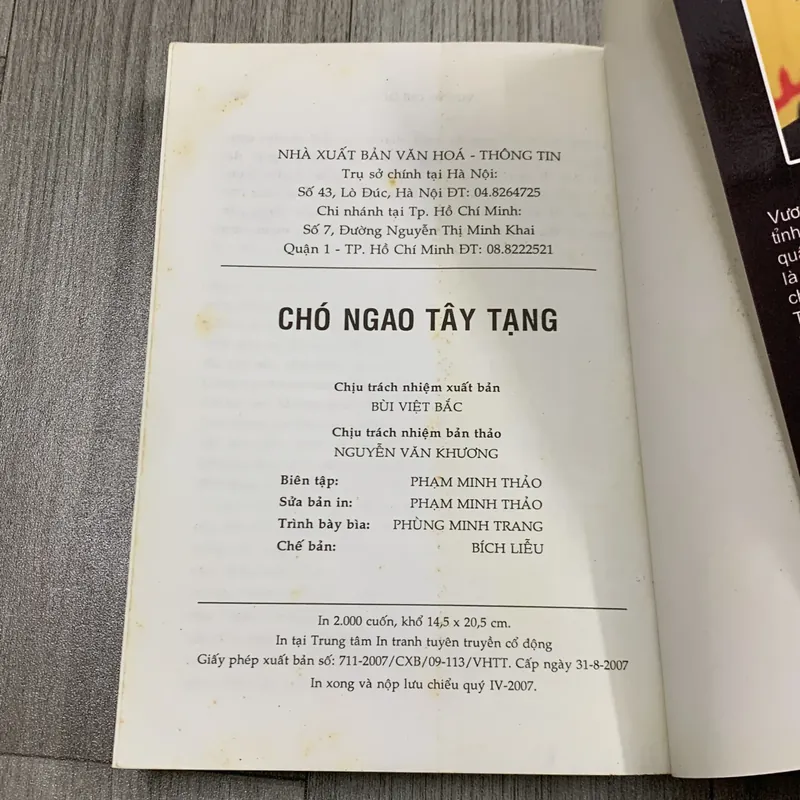 NHÀ XUẤT BẢN VĂN HOÁ - THÔNG TIN
Trụ sở chính tại Hà Nội:
Số 43, Lò Đúc, Hà Nội ĐT: 04.8264725
Chi nhánh tại Tp. Hồ Chí Minh:
Số 7, Đường Nguyễn Thị Minh Khai
Quận 1 - TP. Hồ Chí Minh ĐT: 08.8222521
CHÓ NGAO TÂY TẠNG
Chịu trách nhiệm xuất bản
BÙI VIỆT BẮC
Chịu trách nhiệm bản thảo
NGUYỄN VĂN KHƯƠNG
Biên tập: PHẠM MINH THẢO
Sửa bản in: PHẠM MINH THẢO
Trình bày bìa: PHÙNG MINH TRANG
Chế bản: BÍCH LIỄU
In 2.000 cuốn, khổ 14,5 x 20,5 cm.
In tại Trung tâm In tranh tuyên truyền cổ động
Giấy phép xuất bản số: 711-2007/CXB/09-113/VHTT. Cấp ngày 31-8-2007
In xong và nộp lưu chiểu quý IV-2007.
tỉnh
là